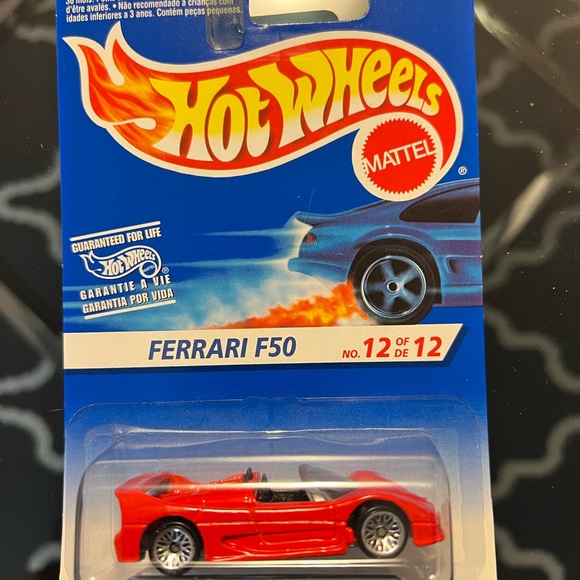 d'être avalés. • Não recomendado a crianças com
idades inferiores a 3 anos. Contém peças pequenas.
HOT WHEELS
MATTEL
®
GUARANTEED FOR LIFE
HOT WHEELS
MATTEL
®
GARANTIE A VIE
GARANTIA POR VIDA
FERRARI F50
NO. 12 OF 12
DE